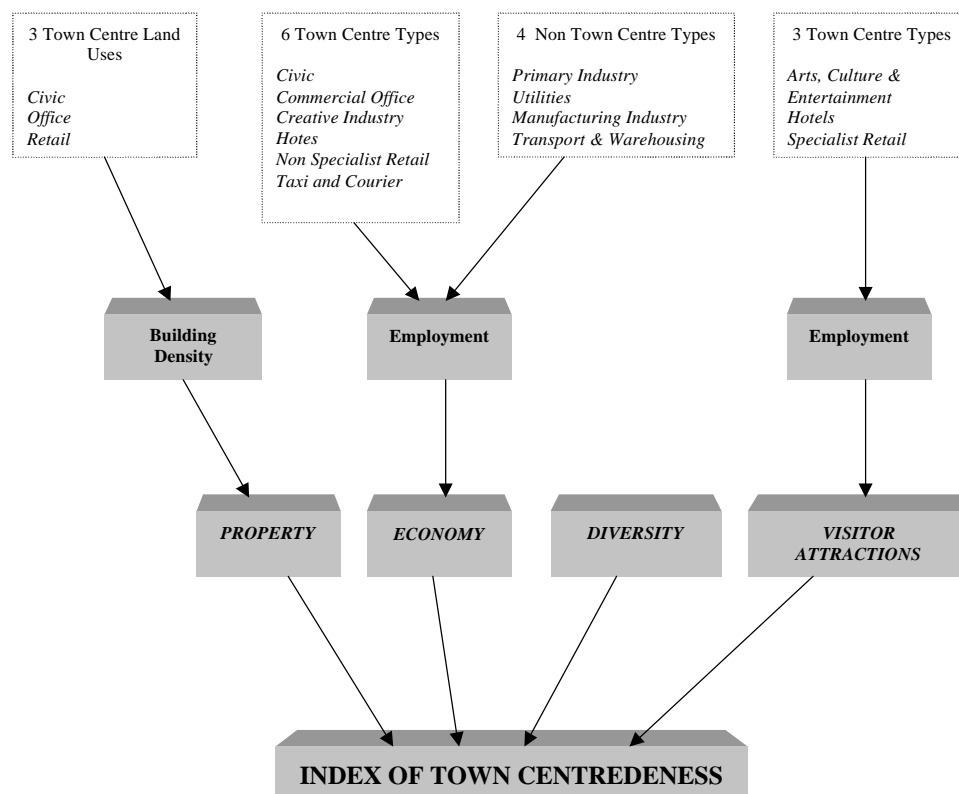 3 Town Centre Land
Uses
Civic
Office
Retail
6 Town Centre Types
Civic
Commercial Office
Creative Industry
Hotes
Non Specialist Retail
Taxi and Courier
4 Non Town Centre Types
Primary Industry
Utilities
Manufacturing Industry
Transport & Warehousing
3 Town Centre Types
Arts, Culture &
Entertainment
Hotels
Specialist Retail
Building
Density
Employment
Employment
PROPERTY
ECONOMY
DIVERSITY
VISITOR
ATTRACTIONS
INDEX OF TOWN CENTREDENESS